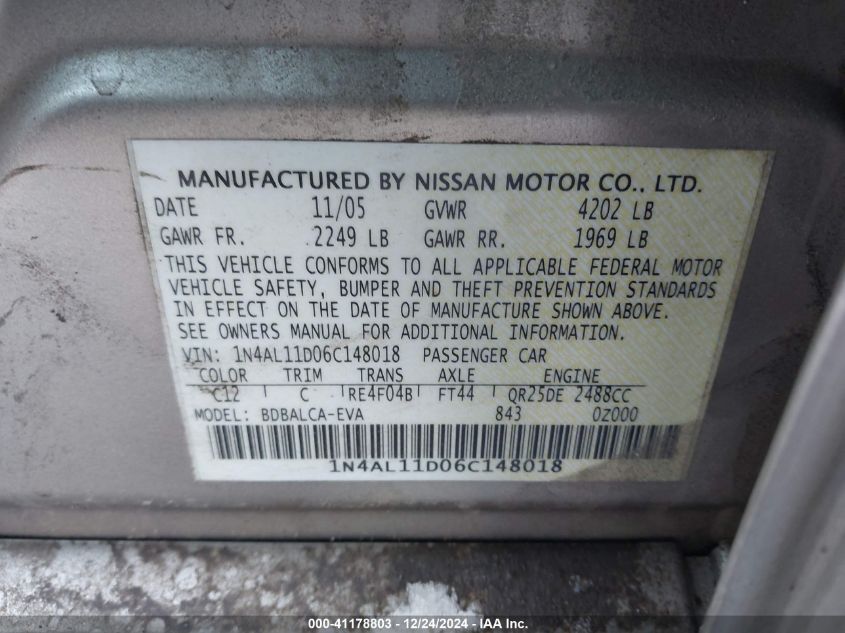 MANUFACTURED BY NISSAN MOTOR CO., LTD.
DATE 11/05 GVWR 4202 LB
GAWR FR. 2249 LB GAWR RR. 1969 LB
THIS VEHICLE CONFORMS TO ALL APPLICABLE FEDERAL MOTOR
VEHICLE SAFETY, BUMPER AND THEFT PREVENTION STANDARDS
IN EFFECT ON THE DATE OF MANUFACTURE SHOWN ABOVE.
SEE OWNERS MANUAL FOR ADDITIONAL INFORMATION.
VIN: 1N4AL11D06C148018 PASSENGER CAR
COLOR TRIM TRANS AXLE ENGINE
C12 C RE4F04B FT44 QR25DE 2488CC
MODEL: BDBALCA-EVA 843 0Z000
1N4AL11D06C148018
000-41178803 — 12/24/2024 — IAA Inc.